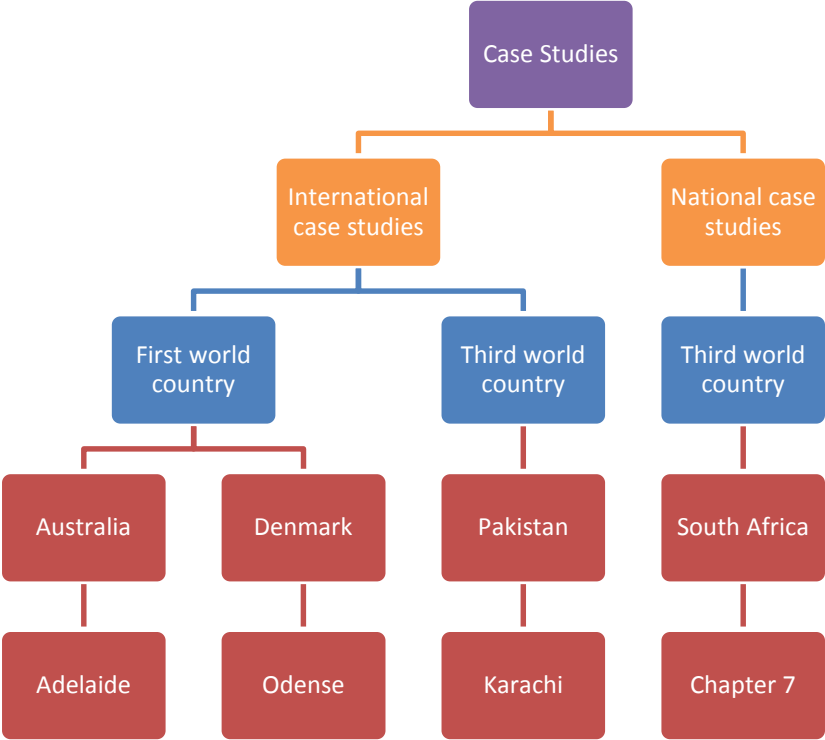 Case Studies
International
case studies
National case
studies
First world
country
Third world
country
Third world
country
Australia
Denmark
Pakistan
South Africa
Adelaide
Odense
Karachi
Chapter 7